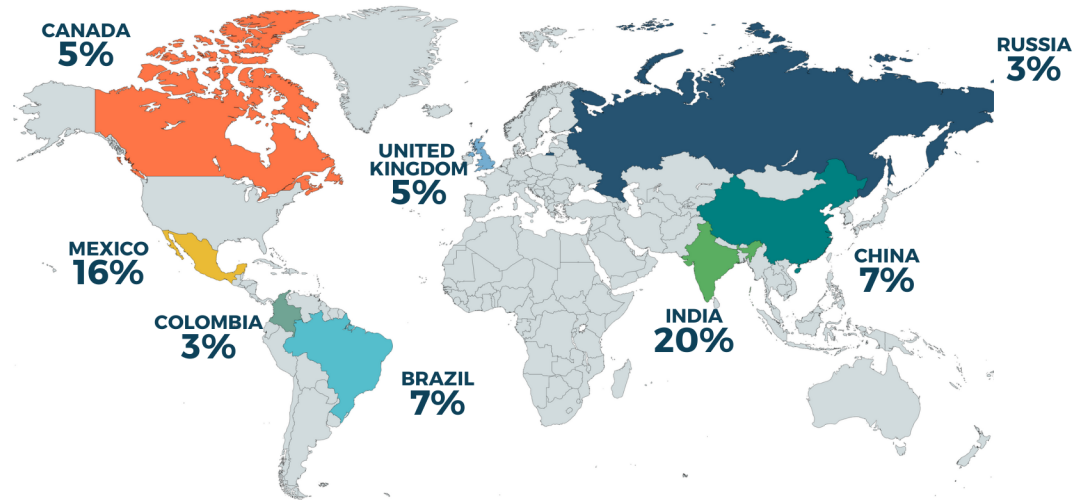 CANADA
5%
RUSSIA
3%
UNITED
KINGDOM
5%
MEXICO
16%
CHINA
7%
INDIA
20%
COLOMBIA
3%
BRAZIL
7%